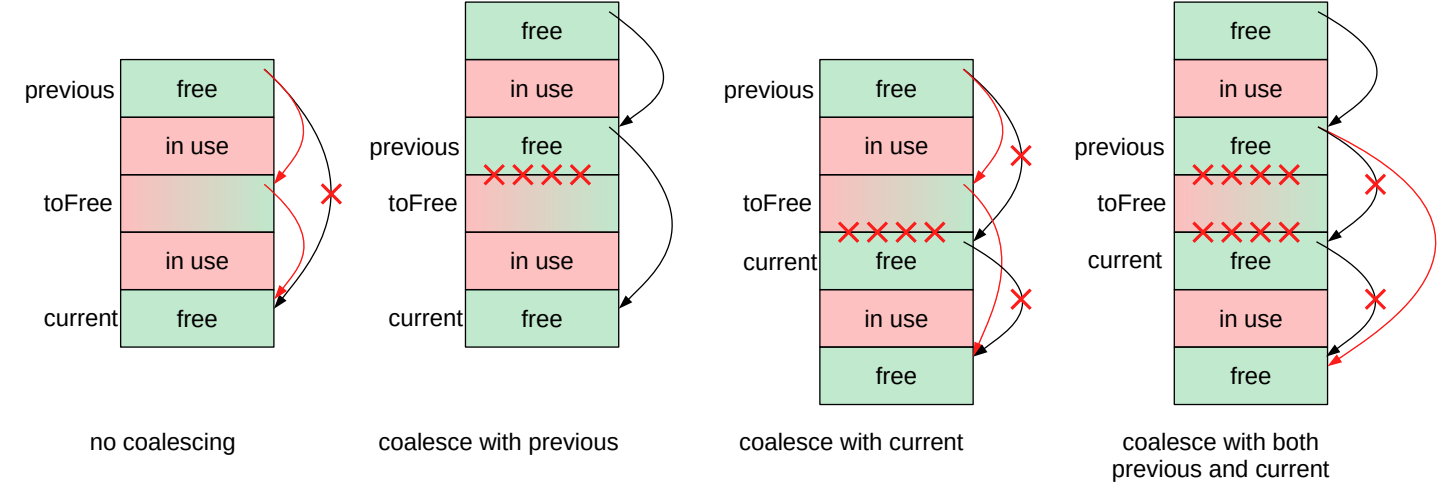 previous free
in use
toFree
in use
current free
no coalescing
free
in use
previous free
toFree
in use
current free
coalesce with previous
previous free
in use
toFree
current free
in use
free
coalesce with current
free
in use
previous free
toFree
current free
in use
free
coalesce with both
previous and current